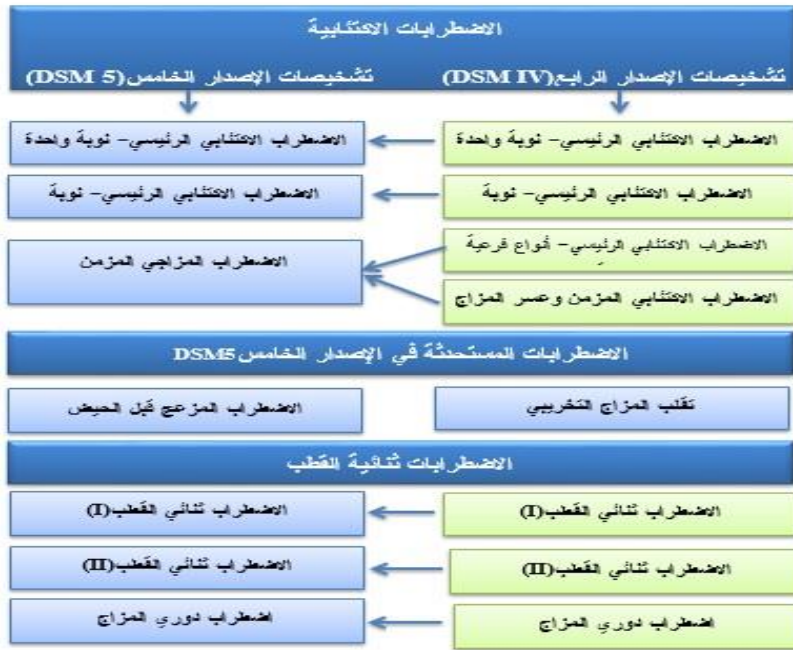 الاضطرابات الاكتئابية
تشخيصات الإصدار الرابع(DSM IV) تشخيصات الإصدار الخامس(DSM 5)
الاضطراب الاكتئابي الرئيسي- نوبة واحدة
الاضطراب الاكتئابي الرئيسي- نوبة واحدة
الاضطراب الاكتئابي الرئيسي- نوبة
الاضطراب الاكتئابي الرئيسي- نوبة
الاضطراب الاكتئابي الرئيسي- أنواع فرعية
الاضطراب المزاجي المزمن
الاضطراب الاكتئابي المزمن وعسر المزاج
الاضطرابات المستحدثة في الإصدار الخامس DSM5
تقلب المزاج التخريبي
الاضطراب المزعج قبل الحيض
الاضطرابات ثنائية القطب
الاضطراب ثنائي القطب(I)
الاضطراب ثنائي القطب(I)
الاضطراب ثنائي القطب(II)
الاضطراب ثنائي القطب(II)
اضطراب دوري المزاج
اضطراب دوري المزاج